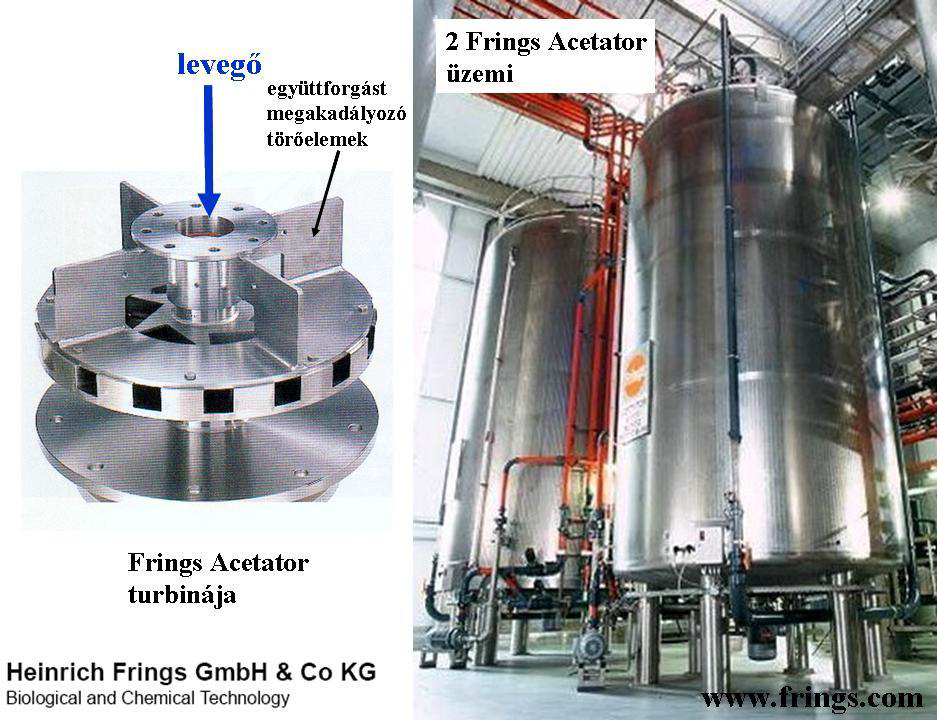 levegő
együttforgást
megakadályozó
törőelemek
Frings Acetator
turbinája
Heinrich Frings GmbH & Co KG
Biological and Chemical Technology
2 Frings Acetator
üzemi
www.frings.com